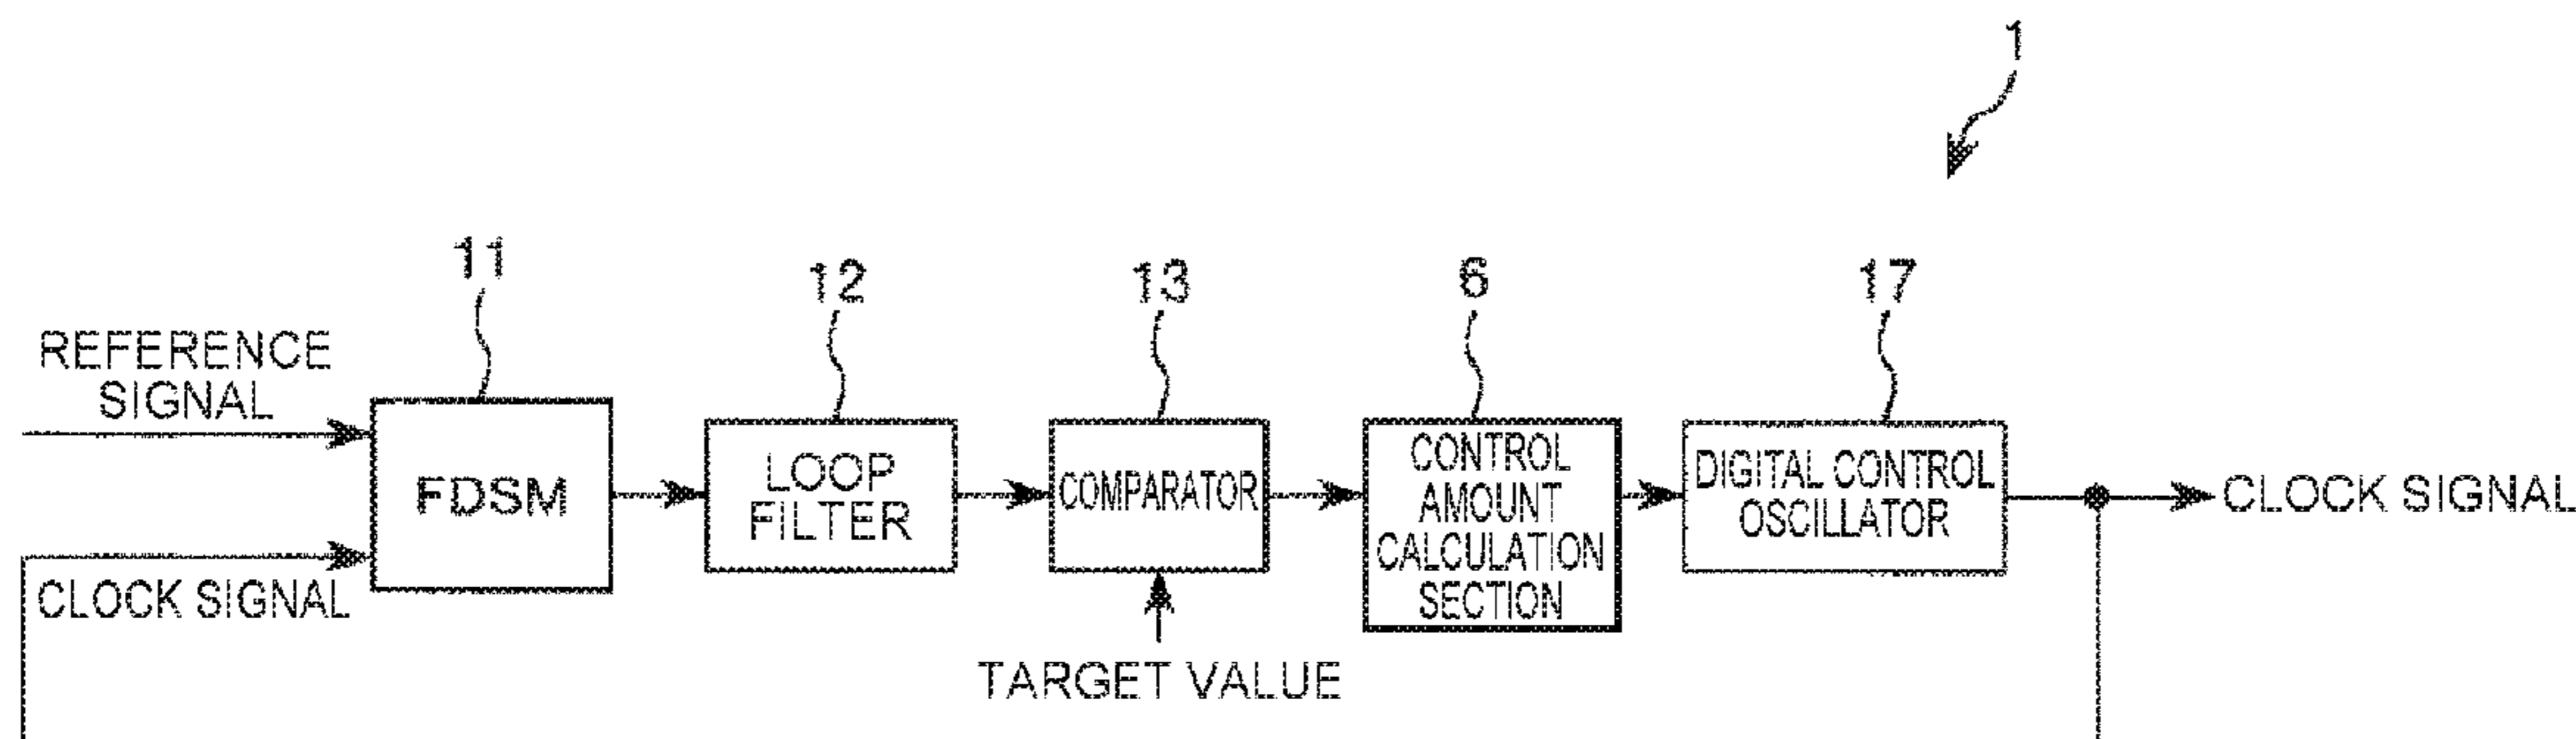 1
11
12
13
6
17
REFERENCE
SIGNAL
FDSM
LOOP
FILTER
COMPARATOR
CONTROL
AMOUNT
CALCULATION
SECTION
DIGITAL CONTROL
OSCILLATOR
CLOCK SIGNAL
CLOCK SIGNAL
TARGET VALUE